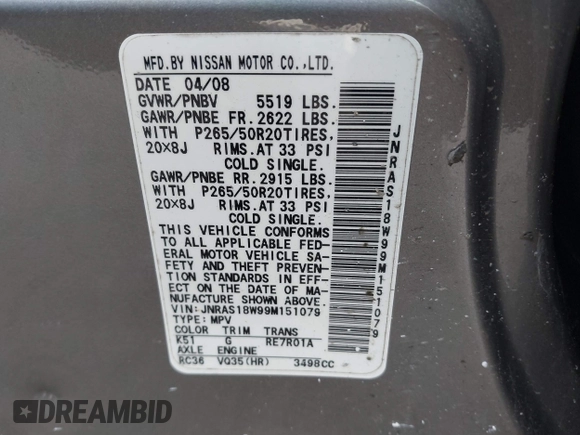 MFD.BY NISSAN MOTOR CO.,LTD.
DATE 04/08
GVWR/PNBV 5519 LBS.
GAWR/PNBE FR.2622 LBS.
WITH P265/50R20TIRES,
20X8J RIMS.AT 33 PSI
COLD SINGLE.
GAWR/PNBE RR.2915 LBS.
WITH P265/50R20TIRES,
20X8J RIMS.AT 33 PSI
COLD SINGLE.
THIS VEHICLE CONFORMS
TO ALL APPLICABLE FED-
ERAL MOTOR VEHICLE SA-
FETY AND THEFT PREVEN-
TION STANDARDS IN EFF-
ECT ON THE DATE OF MA-
NUFACTURE SHOWN ABOVE.
VIN:JNRAS18W99M151079
TYPE:MPV
COLOR TRIM TRANS
K51 G RE7R01A
AXLE ENGINE
RC36 VQ35(HR) 3498CC
JNRAS18W99M151079
DREAMBID